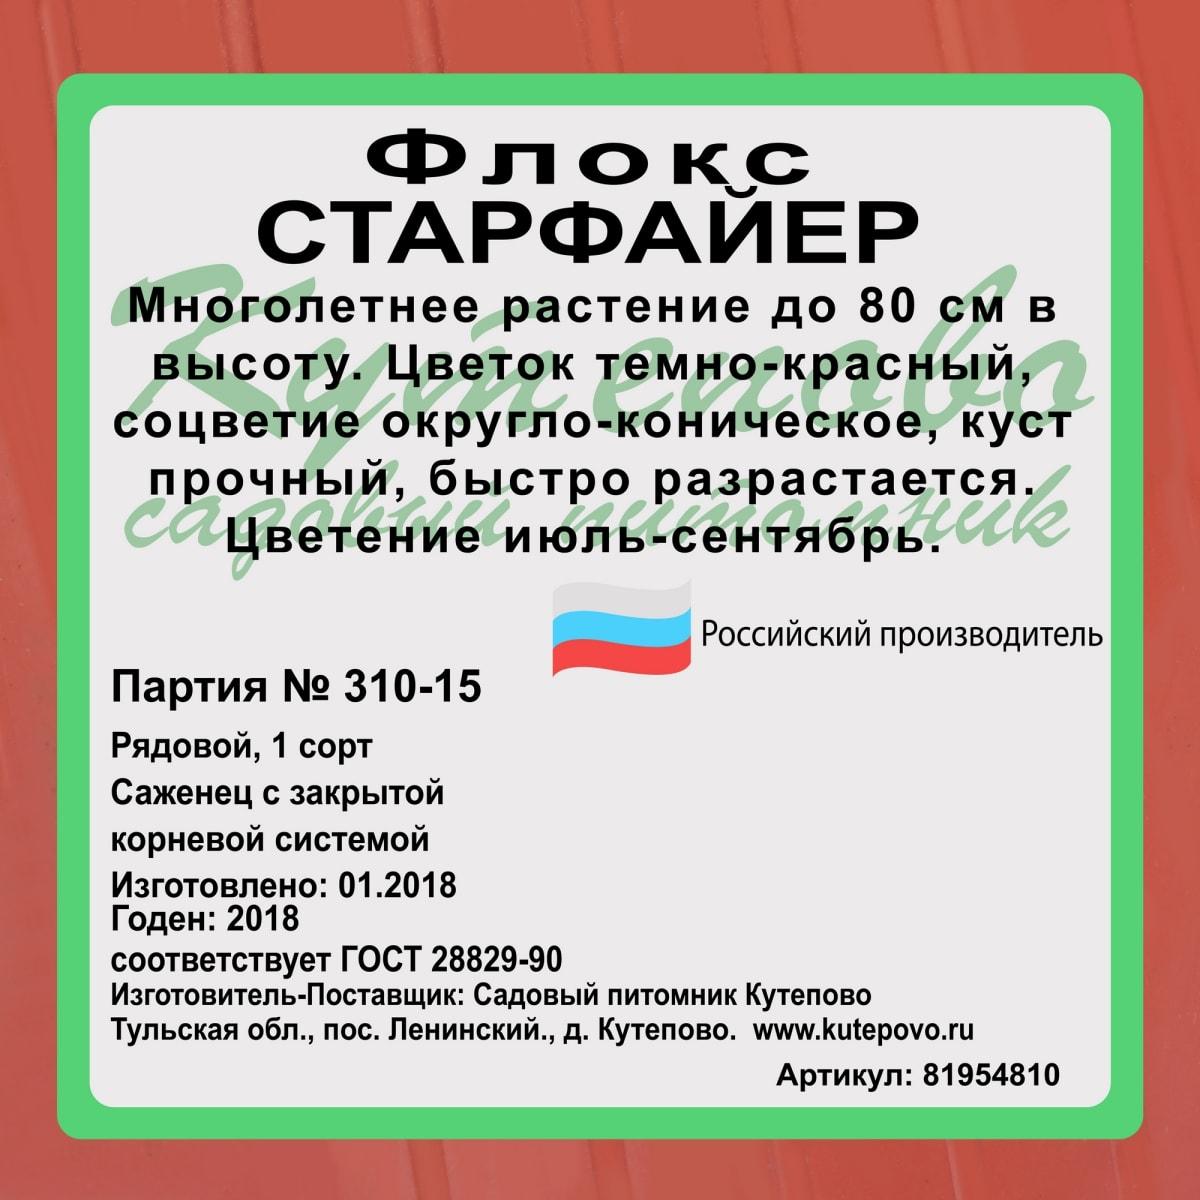 Флокс
СТАРФАЙЕР
Кутепово
садовый питомник
Многолетнее растение до 80 см в
высоту. Цветок темно-красный,
соцветие округло-коническое, куст
прочный, быстро разрастается.
Цветение июль-сентябрь.
Российский производитель
Партия № 310-15
Рядовой, 1 сорт
Саженец с закрытой
корневой системой
Изготовлено: 01.2018
Годен: 2018
соответствует ГОСТ 28829-90
Изготовитель-Поставщик: Садовый питомник Кутепово
Тульская обл., пос. Ленинский., д. Кутепово. www.kutepovo.ru
Артикул: 81954810